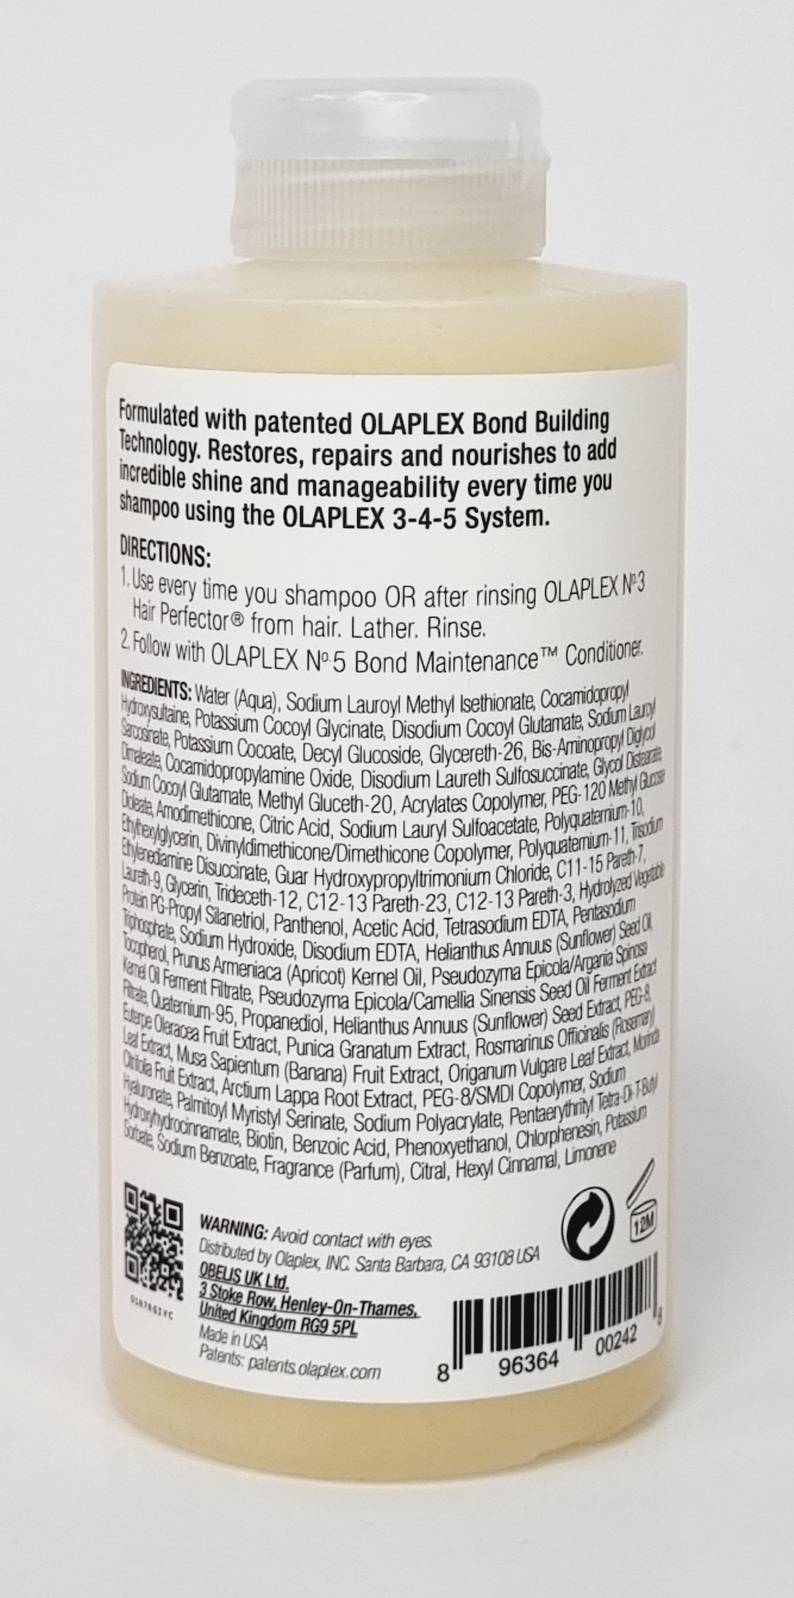 Formulated with patented OLAPLEX Bond Building
Technology. Restores, repairs and nourishes to add
incredible shine and manageability every time you
shampoo using the OLAPLEX 3-4-5 System.
DIRECTIONS:
1. Use every time you shampoo OR after rinsing OLAPLEX Nº3
Hair Perfector® from hair. Lather. Rinse.
2. Follow with OLAPLEX Nº.5 Bond Maintenance™ Conditioner.
INGREDIENTS: Water (Aqua), Sodium Lauroyl Methyl Isethionate, Cocamidopropyl
Hydroxysultaine, Potassium Cocoyl Glycinate, Disodium Cocoyl Glutamate, Sodium Lauroyl
Sarcosinate, Potassium Cocoate, Decyl Glucoside, Glycereth-26, Bis-Aminopropyl Diglycol
Dimaleate, Cocamidopropylamine Oxide, Disodium Laureth Sulfosuccinate, Glycol Distearate,
Sodium Cocoyl Glutamate, Methyl Gluceth-20, Acrylates Copolymer, PEG-120 Methyl Glucose
Dioleate, Amodimethicone, Citric Acid, Sodium Lauryl Sulfoacetate, Polyquaternium-10,
Ethylhexylglycerin, Divinyldimethicone/Dimethicone Copolymer, Polyquaternium-11, Trisodium
Ethylenediamine Disuccinate, Guar Hydroxypropyltrimonium Chloride, C11-15 Pareth-7,
Laureth-9, Glycerin, Trideceth-12, C12-13 Pareth-23, C12-13 Pareth-3, Hydrolyzed Vegetable
Protein PG-Propyl Silanetriol, Panthenol, Acetic Acid, Tetrasodium EDTA, Pentasodium
Triphosphate, Sodium Hydroxide, Disodium EDTA, Helianthus Annuus (Sunflower) Seed Oil,
Tocopherol, Prunus Armeniaca (Apricot) Kernel Oil, Pseudozyma Epicola/Argania Spinosa
Kernel Oil Ferment Filtrate, Pseudozyma Epicola/Camellia Sinensis Seed Oil Ferment Extract
Filtrate, Quaternium-95, Propanediol, Helianthus Annuus (Sunflower) Seed Extract, PEG-8,
Euterpe Oleracea Fruit Extract, Punica Granatum Extract, Rosmarinus Officinalis (Rosemary)
Leaf Extract, Musa Sapientum (Banana) Fruit Extract, Origanum Vulgare Leaf Extract, Morinda
Citrifolia Fruit Extract, Arctium Lappa Root Extract, PEG-8/SMDI Copolymer, Sodium
Hyaluronate, Palmitoyl Myristyl Serinate, Sodium Polyacrylate, Pentaerythrityl Tetra-Di-T-Butyl
Hydroxyhydrocinnamate, Biotin, Benzoic Acid, Phenoxyethanol, Chlorphenesin, Potassium
Sorbate, Sodium Benzoate, Fragrance (Parfum), Citral, Hexyl Cinnamal, Limonene
WARNING: Avoid contact with eyes.
Distributed by Olaplex, INC. Santa Barbara, CA 93108 USA
OBELIS UK Ltd.
3 Stoke Row, Henley-On-Thames,
United Kingdom RG9 5PL
Made in USA
Patents: patents.olaplex.com
12M
8 96364 00242 8